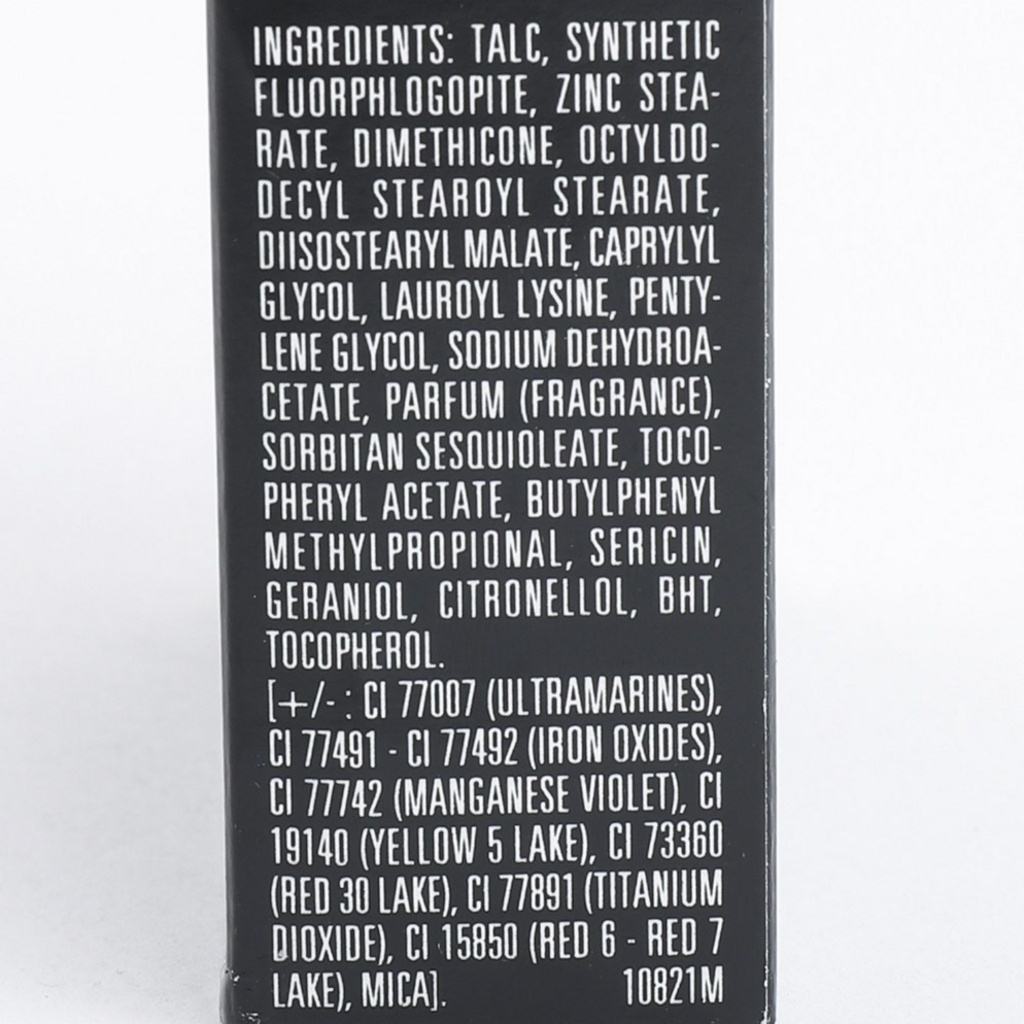 INGREDIENTS: TALC, SYNTHETIC
FLUORPHLOGOPITE, ZINC STEA-
RATE, DIMETHICONE, OCTYLDO-
DECYL STEAROYL STEARATE,
DIISOSTEARYL MALATE, CAPRYLYL
GLYCOL, LAUROYL LYSINE, PENTY-
LENE GLYCOL, SODIUM DEHYDROA-
CETATE, PARFUM (FRAGRANCE),
SORBITAN SESQUIOLEATE, TOCO-
PHERYL ACETATE, BUTYLPHENYL
METHYLPROPIONAL, SERICIN,
GERANIOL, CITRONELLOL, BHT,
TOCOPHEROL.
[+/- : CI 77007 (ULTRAMARINES),
CI 77491 - CI 77492 (IRON OXIDES),
CI 77742 (MANGANESE VIOLET), CI
19140 (YELLOW 5 LAKE), CI 73360
(RED 30 LAKE), CI 77891 (TITANIUM
DIOXIDE), CI 15850 (RED 6 - RED 7
LAKE), MICA]. 10821M